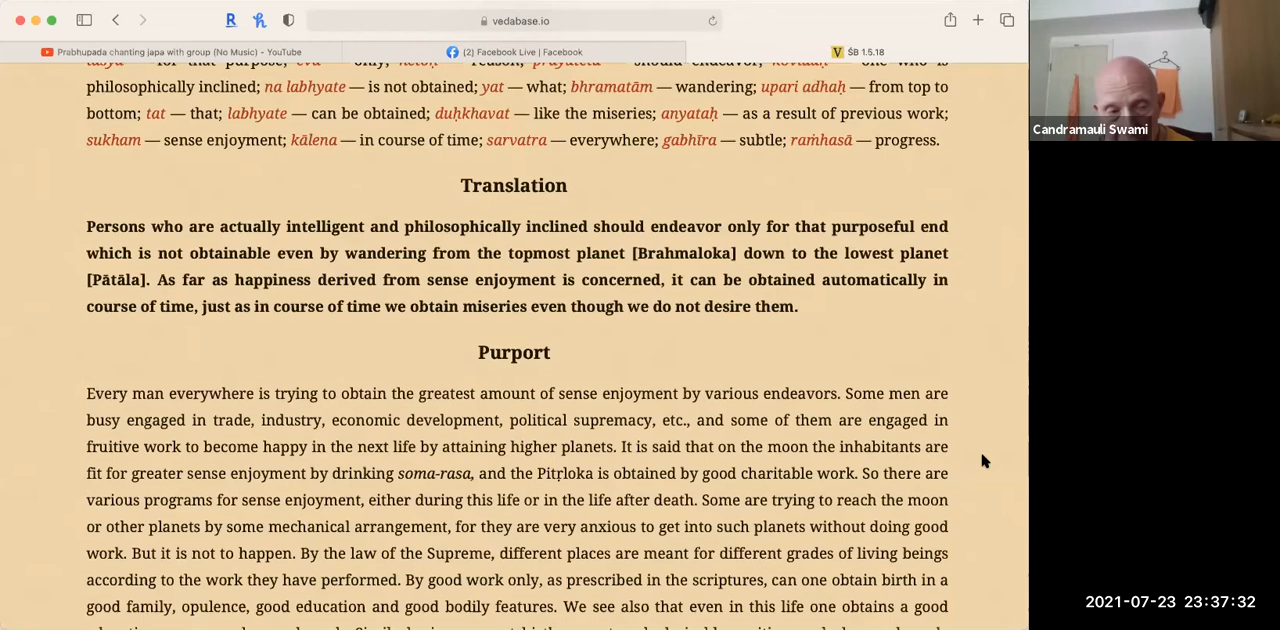 vedabase.io
Prabhupada chanting japa with group (No Music) - YouTube
(2) Facebook Live | Facebook
ŚB 1.5.18
tasya — for that purpose; eva — only; hetoḥ — reason; prayateta — should endeavor; kovidaḥ — one who is
philosophically inclined; na labhyate — is not obtained; yat — what; bhramatām — wandering; upari adhaḥ — from top to
bottom; tat — that; labhyate — can be obtained; duḥkhavat — like the miseries; anyataḥ — as a result of previous work;
sukham — sense enjoyment; kālena — in course of time; sarvatra — everywhere; gabhīra — subtle; raṁhasā — progress.
Translation
Persons who are actually intelligent and philosophically inclined should endeavor only for that purposeful end
which is not obtainable even by wandering from the topmost planet [Brahmaloka] down to the lowest planet
[Pātāla]. As far as happiness derived from sense enjoyment is concerned, it can be obtained automatically in
course of time, just as in course of time we obtain miseries even though we do not desire them.
Purport
Every man everywhere is trying to obtain the greatest amount of sense enjoyment by various endeavors. Some men are
busy engaged in trade, industry, economic development, political supremacy, etc., and some of them are engaged in
fruitive work to become happy in the next life by attaining higher planets. It is said that on the moon the inhabitants are
fit for greater sense enjoyment by drinking soma-rasa, and the Pitṛloka is obtained by good charitable work. So there are
various programs for sense enjoyment, either during this life or in the life after death. Some are trying to reach the moon
or other planets by some mechanical arrangement, for they are very anxious to get into such planets without doing good
work. But it is not to happen. By the law of the Supreme, different places are meant for different grades of living beings
according to the work they have performed. By good work only, as prescribed in the scriptures, can one obtain birth in a
good family, opulence, good education and good bodily features. We see also that even in this life one obtains a good
Candramauli Swami
2021-07-23 23:37:32